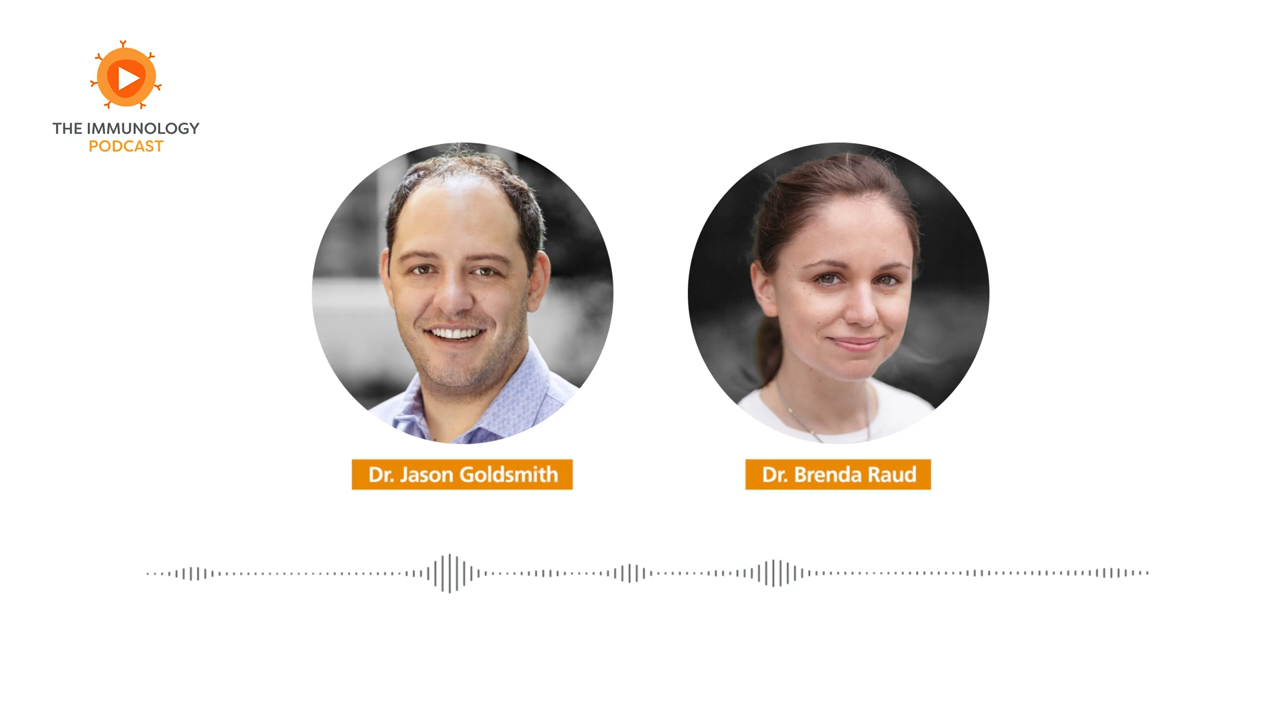 THE IMMUNOLOGY
PODCAST
Dr. Jason Goldsmith
Dr. Brenda Raud